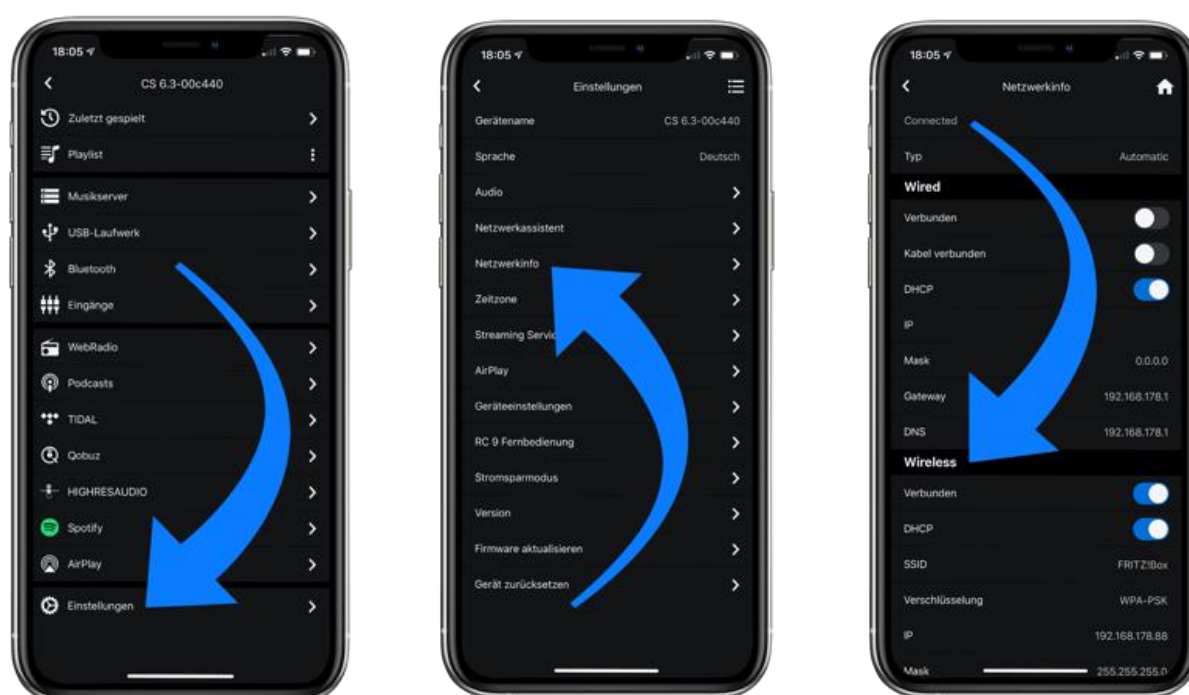 18:05
CS 6.3-00c440
Zuletzt gespielt
Playlist
Musikserver
USB-Laufwerk
Bluetooth
Eingänge
WebRadio
Podcasts
TIDAL
Qobuz
HIGHRESAUDIO
Spotify
AirPlay
Einstellungen
18:05
Einstellungen
Gerätename CS 6.3-00c440
Sprache Deutsch
Audio
Netzwerkassistent
Netzwerkinfo
Zeitzone
Streaming Servic
AirPlay
Geräteeinstellungen
RC 9 Fernbedienung
Stromsparmodus
Version
Firmware aktualisieren
Gerät zurücksetzen
18:05
Netzwerkinfo
Connected
Typ Automatic
Wired
Verbunden
Kabel verbunden
DHCP
IP
Mask 0.0.0.0
Gateway 192.168.178.1
DNS 192.168.178.1
Wireless
Verbunden
DHCP
SSID FRITZ!Box
Verschlüsselung WPA-PSK
IP 192.168.178.88
Mask 255.255.255.0